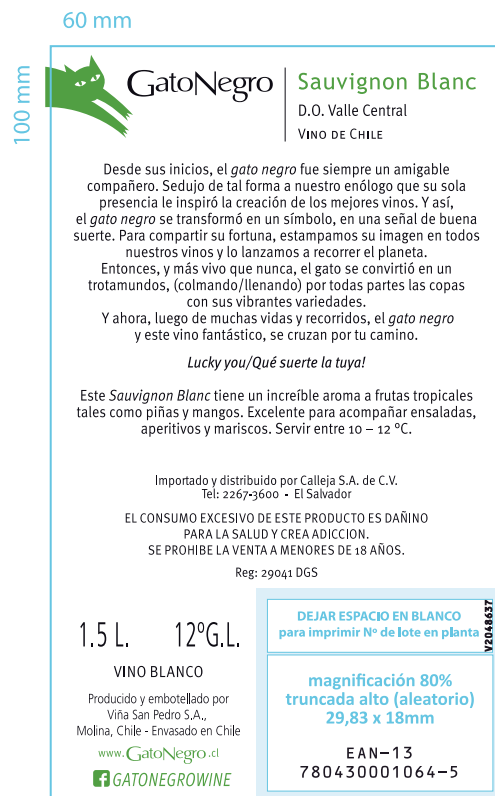 60 mm
100 mm
GatoNegro
Sauvignon Blanc
D.O. Valle Central
VINO DE CHILE
Desde sus inicios, el gato negro fue siempre un amigable
compañero. Sedujo de tal forma a nuestro enólogo que su sola
presencia le inspiró la creación de los mejores vinos. Y así,
el gato negro se transformó en un símbolo, en una señal de buena
suerte. Para compartir su fortuna, estampamos su imagen en todos
nuestros vinos y lo lanzamos a recorrer el planeta.
Entonces, y más vivo que nunca, el gato se convirtió en un
trotamundos, (colmando/llenando) por todas partes las copas
con sus vibrantes variedades.
Y ahora, luego de muchas vidas y recorridos, el gato negro
y este vino fantástico, se cruzan por tu camino.
Lucky you/Qué suerte la tuya!
Este Sauvignon Blanc tiene un increíble aroma a frutas tropicales
tales como piñas y mangos. Excelente para acompañar ensaladas,
aperitivos y mariscos. Servir entre 10 – 12 °C.
Importado y distribuido por Calleja S.A. de C.V.
Tel: 2267-3600 - El Salvador
EL CONSUMO EXCESIVO DE ESTE PRODUCTO ES DAÑINO
PARA LA SALUD Y CREA ADICCION.
SE PROHIBE LA VENTA A MENORES DE 18 AÑOS.
Reg: 29041 DGS
1.5 L. 12°G.L.
VINO BLANCO
Producido y embotellado por
Viña San Pedro S.A.,
Molina, Chile - Envasado en Chile
www.GatoNegro.cl
f GATONEGROWINE
DEJAR ESPACIO EN BLANCO
para imprimir Nº de lote en planta
V2048637
magnificación 80%
truncada alto (aleatorio)
29,83 x 18mm
EAN-13
780430001064-5